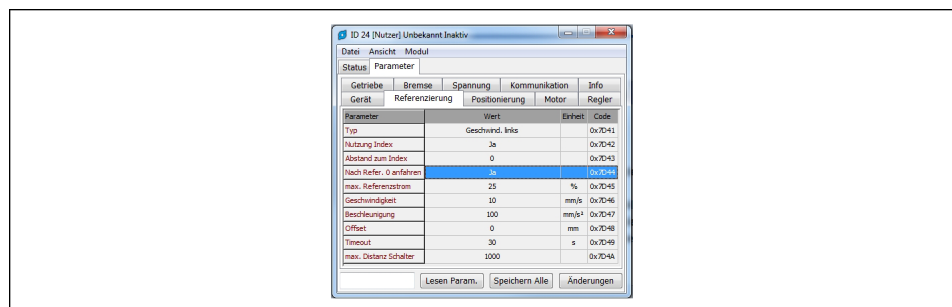 ID 24 [Nutzer] Unbekannt Inaktiv
Datei Ansicht Modul
Status Parameter
Getriebe Bremse Spannung Kommunikation Info
Gerät Referenzierung Positionierung Motor Regler
Parameter Wert Einheit Code
Typ Geschwind. links 0x7D41
Nutzung Index Ja 0x7D42
Abstand zum Index 0 0x7D43
Nach Refer. 0 anfahren Ja 0x7D44
max. Referenzstrom 25 % 0x7D45
Geschwindigkeit 10 mm/s 0x7D46
Beschleunigung 100 mm/s² 0x7D47
Offset 0 mm 0x7D48
Timeout 30 s 0x7D49
max. Distanz Schalter 1000 0x7D4A
Lesen Param. Speichern Alle Änderungen